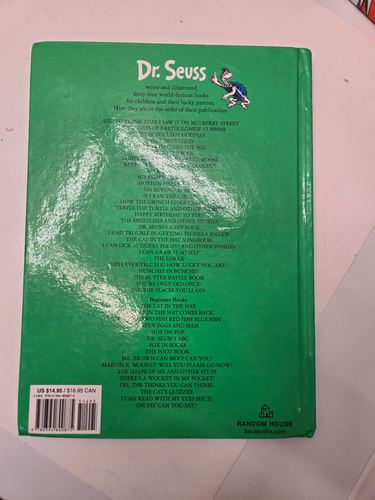 Dr. Seuss
wrote and illustrated
forty-four world-famous books
for children and their lucky parents.
Here they are in the order of their publication:
AND TO THINK THAT I SAW IT ON MULBERRY STREET
HATS OF BARTHOLOMEW CUBBINS
HATCHES THE EGG
POOL
HORTON
ON BEYOND
IF I RAN THE
HOW THE GRINCH STOLE
YERTLE THE TURTLE AND OTHER
HAPPY BIRTHDAY TO YOU!
THE SNEETCHES AND OTHER STORIES
DR. SEUSS'S SLEEP BOOK
I HAD TROUBLE IN GETTING TO SOLLA SOLLEW
THE CAT IN THE HAT SONGBOOK
I CAN LICK 30 TIGERS TODAY! AND OTHER STORIES
I CAN DRAW IT MYSELF
THE LORAX
DID I EVER TELL YOU HOW LUCKY YOU ARE?
HUNCHES IN BUNCHES
THE BUTTER BATTLE BOOK
YOU'RE ONLY OLD ONCE!
THE PLACES YOU'LL GO!
Beginner Books
THE CAT IN THE HAT
CAT IN THE HAT COMES BACK
TWO FISH RED FISH BLUE FISH
GREEN EGGS AND HAM
HOP ON POP
DR. SEUSS'S ABC
FOX IN SOCKS
THE FOOT BOOK
MR. BROWN CAN MOO! CAN YOU?
MARVIN K. MOONEY WILL YOU PLEASE GO NOW!
THE SHAPE OF ME AND OTHER STUFF
THERE'S A WOCKET IN MY POCKET!
OH, THE THINKS YOU CAN THINK!
THE CAT'S QUIZZER
I CAN READ WITH MY EYES SHUT!
OH SAY CAN YOU SAY?
US $14.95 / $16.95 CAN
RANDOM HOUSE
Seussville.com